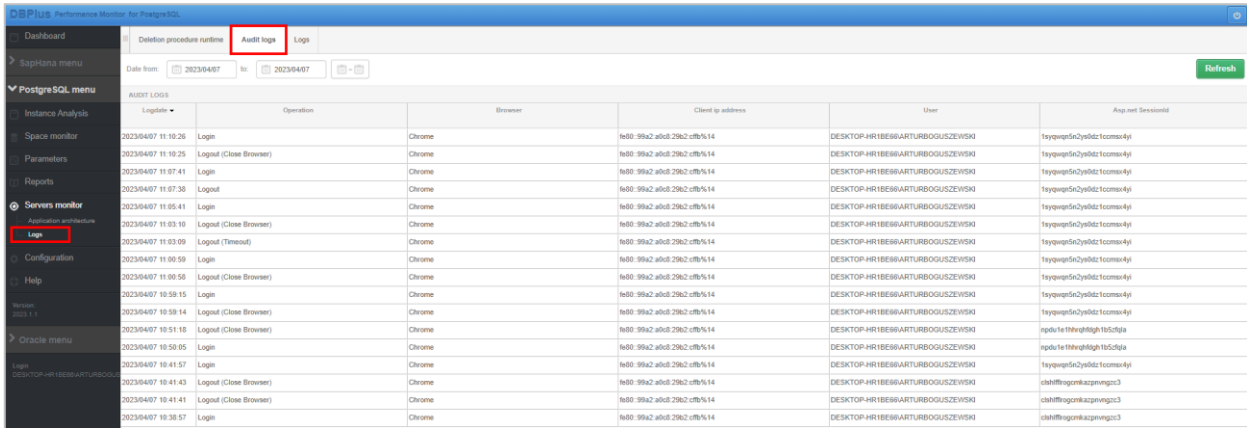 DBPlus Performance Monitor for PostgreSQL
Dashboard
SapHana menu
PostgreSQL menu
Instance Analysis
Space monitor
Parameters
Reports
Servers monitor
Application architecture
Logs
Configuration
Help
Version
2023.1.1
Oracle menu
Login
Deletion procedure runtime Audit logs Logs
Date from: 2023/04/07 to: 2023/04/07 - Refresh
AUDIT LOGS
Logdate Operation Browser Client ip address User Asp.net SessionId
2023/04/07 11:10:26 Login Chrome fe80::99a2:a0c8:29b2:cffb%14 DESKTOP-HR1BE66\ARTURBOGUSZEWSKI 1syqwqn5n2ys0dz1ccmsx4yi
2023/04/07 11:10:25 Logout (Close Browser) Chrome fe80::99a2:a0c8:29b2:cffb%14 DESKTOP-HR1BE66\ARTURBOGUSZEWSKI 1syqwqn5n2ys0dz1ccmsx4yi
2023/04/07 11:07:41 Login Chrome fe80::99a2:a0c8:29b2:cffb%14 DESKTOP-HR1BE66\ARTURBOGUSZEWSKI 1syqwqn5n2ys0dz1ccmsx4yi
2023/04/07 11:07:38 Logout Chrome fe80::99a2:a0c8:29b2:cffb%14 DESKTOP-HR1BE66\ARTURBOGUSZEWSKI 1syqwqn5n2ys0dz1ccmsx4yi
2023/04/07 11:05:41 Login Chrome fe80::99a2:a0c8:29b2:cffb%14 DESKTOP-HR1BE66\ARTURBOGUSZEWSKI 1syqwqn5n2ys0dz1ccmsx4yi
2023/04/07 11:03:10 Logout (Close Browser) Chrome fe80::99a2:a0c8:29b2:cffb%14 DESKTOP-HR1BE66\ARTURBOGUSZEWSKI 1syqwqn5n2ys0dz1ccmsx4yi
2023/04/07 11:03:09 Logout (Timeout) Chrome fe80::99a2:a0c8:29b2:cffb%14 DESKTOP-HR1BE66\ARTURBOGUSZEWSKI 1syqwqn5n2ys0dz1ccmsx4yi
2023/04/07 11:00:59 Login Chrome fe80::99a2:a0c8:29b2:cffb%14 DESKTOP-HR1BE66\ARTURBOGUSZEWSKI 1syqwqn5n2ys0dz1ccmsx4yi
2023/04/07 11:00:58 Logout (Close Browser) Chrome fe80::99a2:a0c8:29b2:cffb%14 DESKTOP-HR1BE66\ARTURBOGUSZEWSKI 1syqwqn5n2ys0dz1ccmsx4yi
2023/04/07 10:59:15 Login Chrome fe80::99a2:a0c8:29b2:cffb%14 DESKTOP-HR1BE66\ARTURBOGUSZEWSKI 1syqwqn5n2ys0dz1ccmsx4yi
2023/04/07 10:59:14 Logout (Close Browser) Chrome fe80::99a2:a0c8:29b2:cffb%14 DESKTOP-HR1BE66\ARTURBOGUSZEWSKI 1syqwqn5n2ys0dz1ccmsx4yi
2023/04/07 10:51:18 Logout (Close Browser) Chrome fe80::99a2:a0c8:29b2:cffb%14 DESKTOP-HR1BE66\ARTURBOGUSZEWSKI
2023/04/07 10:50:05 Login Chrome fe80::99a2:a0c8:29b2:cffb%14 DESKTOP-HR1BE66\ARTURBOGUSZEWSKI
2023/04/07 10:41:57 Login Chrome fe80::99a2:a0c8:29b2:cffb%14 DESKTOP-HR1BE66\ARTURBOGUSZEWSKI 1syqwqn5n2ys0dz1ccmsx4yi
2023/04/07 10:41:43 Logout (Close Browser) Chrome fe80::99a2:a0c8:29b2:cffb%14 DESKTOP-HR1BE66\ARTURBOGUSZEWSKI
2023/04/07 10:41:41 Logout (Close Browser) Chrome fe80::99a2:a0c8:29b2:cffb%14 DESKTOP-HR1BE66\ARTURBOGUSZEWSKI
2023/04/07 10:38:57 Login Chrome fe80::99a2:a0c8:29b2:cffb%14 DESKTOP-HR1BE66\ARTURBOGUSZEWSKI